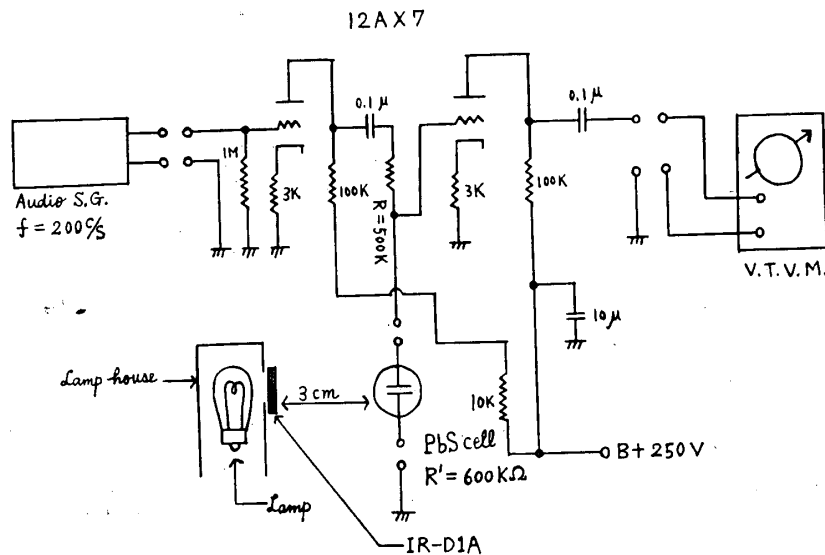 12AX7
0.1μ
0.1μ
1M
3K
100K
R=500K
3K
100K
Audio S.G.
f = 200 c/s
V.T.V.M.
10μ
Lamp house
3 cm
10K
PbS cell
R' = 600KΩ
B+ 250V
Lamp
IR-D1A